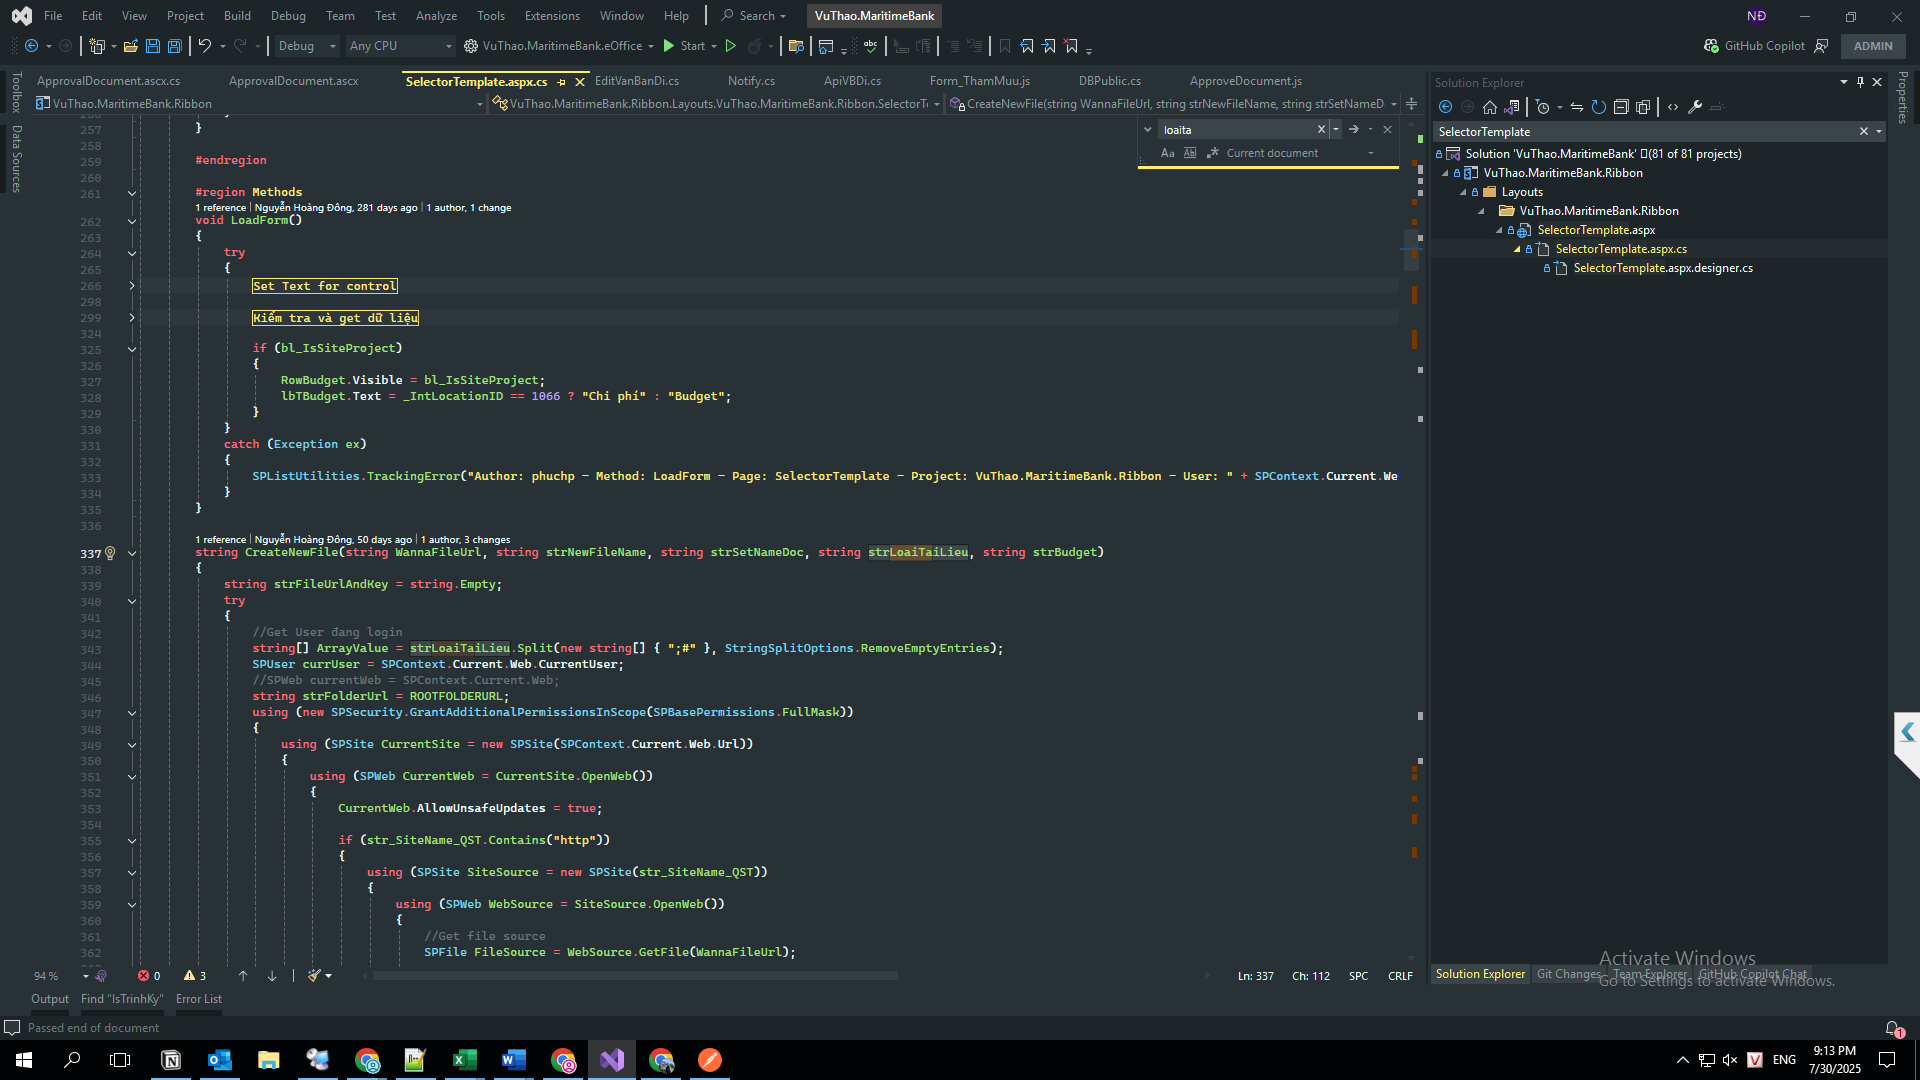 File Edit View Project Build Debug Team Test Analyze Tools Extensions Window Help Search VuThao.MaritimeBank NĐ
Debug Any CPU VuThao.MaritimeBank.eOffice Start GitHub Copilot ADMIN
Toolbox
Data Sources
ApprovalDocument.ascx.cs ApprovalDocument.ascx SelectorTemplate.aspx.cs EditVanBanDi.cs Notify.cs ApiVBDi.cs Form_ThamMuu.js DBPublic.cs ApproveDocument.js
VuThao.MaritimeBank.Ribbon VuThao.MaritimeBank.Ribbon.Layouts.VuThao.MaritimeBank.Ribbon.SelectorT CreateNewFile(string WannaFileUrl, string strNewFileName, string strSetNameD
loaita
Aa Current document
257 }
258
259 #endregion
260
261 #region Methods
1 reference | Nguyễn Hoàng Đông, 281 days ago | 1 author, 1 change
262 void LoadForm()
263 {
264 try
265 {
266 Set Text for control
298
299 Kiểm tra và get dữ liệu
324
325 if (bl_IsSiteProject)
326 {
327 RowBudget.Visible = bl_IsSiteProject;
328 lbTBudget.Text = _IntLocationID == 1066 ? "Chi phí" : "Budget";
329 }
330 }
331 catch (Exception ex)
332 {
333 SPListUtilities.TrackingError("Author: phuchp - Method: LoadForm - Page: SelectorTemplate - Project: VuThao.MaritimeBank.Ribbon - User: " + SPContext.Current.We
334 }
335 }
336
1 reference | Nguyễn Hoàng Đông, 50 days ago | 1 author, 3 changes
337 string CreateNewFile(string WannaFileUrl, string strNewFileName, string strSetNameDoc, string strLoaiTaiLieu, string strBudget)
338 {
339 string strFileUrlAndKey = string.Empty;
340 try
341 {
342 //Get User đang login
343 string[] ArrayValue = strLoaiTaiLieu.Split(new string[] { ";#" }, StringSplitOptions.RemoveEmptyEntries);
344 SPUser currUser = SPContext.Current.Web.CurrentUser;
345 //SPWeb currentWeb = SPContext.Current.Web;
346 string strFolderUrl = ROOTFOLDERURL;
347 using (new SPSecurity.GrantAdditionalPermissionsInScope(SPBasePermissions.FullMask))
348 {
349 using (SPSite CurrentSite = new SPSite(SPContext.Current.Web.Url))
350 {
351 using (SPWeb CurrentWeb = CurrentSite.OpenWeb())
352 {
353 CurrentWeb.AllowUnsafeUpdates = true;
354
355 if (str_SiteName_QST.Contains("http"))
356 {
357 using (SPSite SiteSource = new SPSite(str_SiteName_QST))
358 {
359 using (SPWeb WebSource = SiteSource.OpenWeb())
360 {
361 //Get file source
362 SPFile FileSource = WebSource.GetFile(WannaFileUrl);
94 % 0 3 Ln: 337 Ch: 112 SPC CRLF
Output Find "IsTrinhKy" Error List
Passed end of document
Solution Explorer
Properties
SelectorTemplate
Solution 'VuThao.MaritimeBank' (81 of 81 projects)
VuThao.MaritimeBank.Ribbon
Layouts
VuThao.MaritimeBank.Ribbon
SelectorTemplate.aspx
SelectorTemplate.aspx.cs
SelectorTemplate.aspx.designer.cs
Activate Windows
Go to Settings to activate Windows.
Solution Explorer Git Changes Team Explorer GitHub Copilot Chat
1
ENG
9:13 PM
7/30/2025